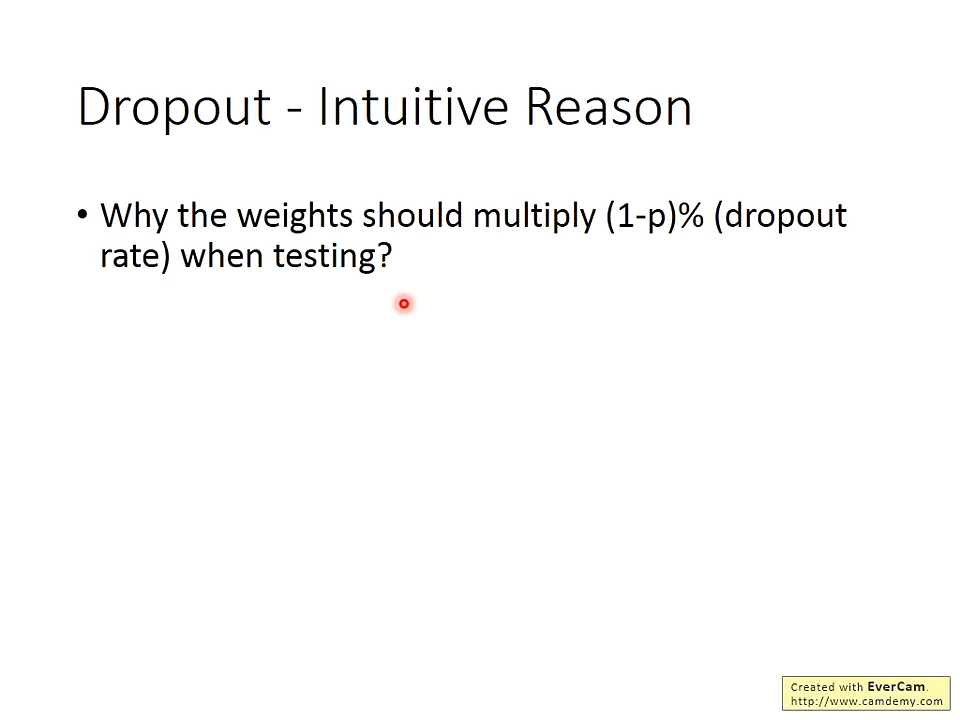 Dropout - Intuitive Reason
• Why the weights should multiply (1-p)% (dropout
rate) when testing?
Created with EverCam.
http://www.camdemy.com